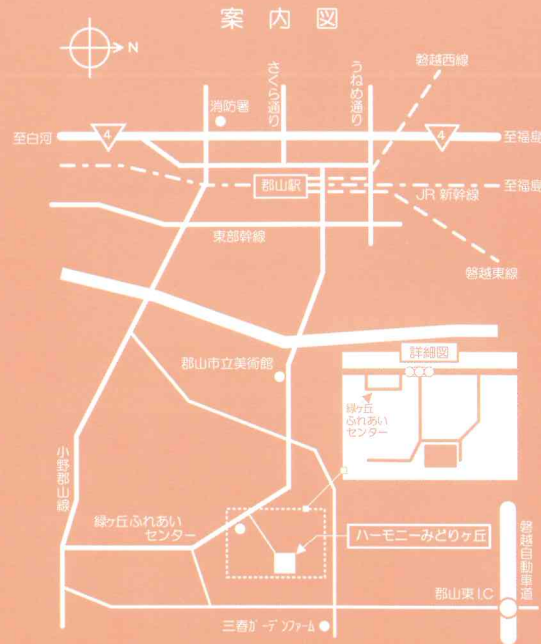 案内図
N
磐越西線
さくら通り
うねめ通り
消防署
至白河
4
4
至福島
郡山駅
至福島
JR 新幹線
東部幹線
磐越東線
詳細図
郡山市立美術館
緑ヶ丘
ふれあい
センター
小野郡山線
緑ヶ丘ふれあい
センター
ハーモニーみどりヶ丘
磐越自動車道
郡山東 I.C
三春ガーデンファーム